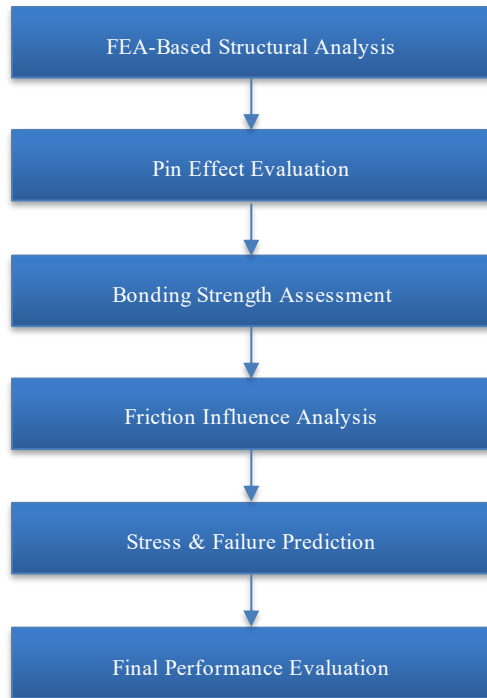 FEA-Based Structural Analysis
Pin Effect Evaluation
Bonding Strength Assessment
Friction Influence Analysis
Stress & Failure Prediction
Final Performance Evaluation